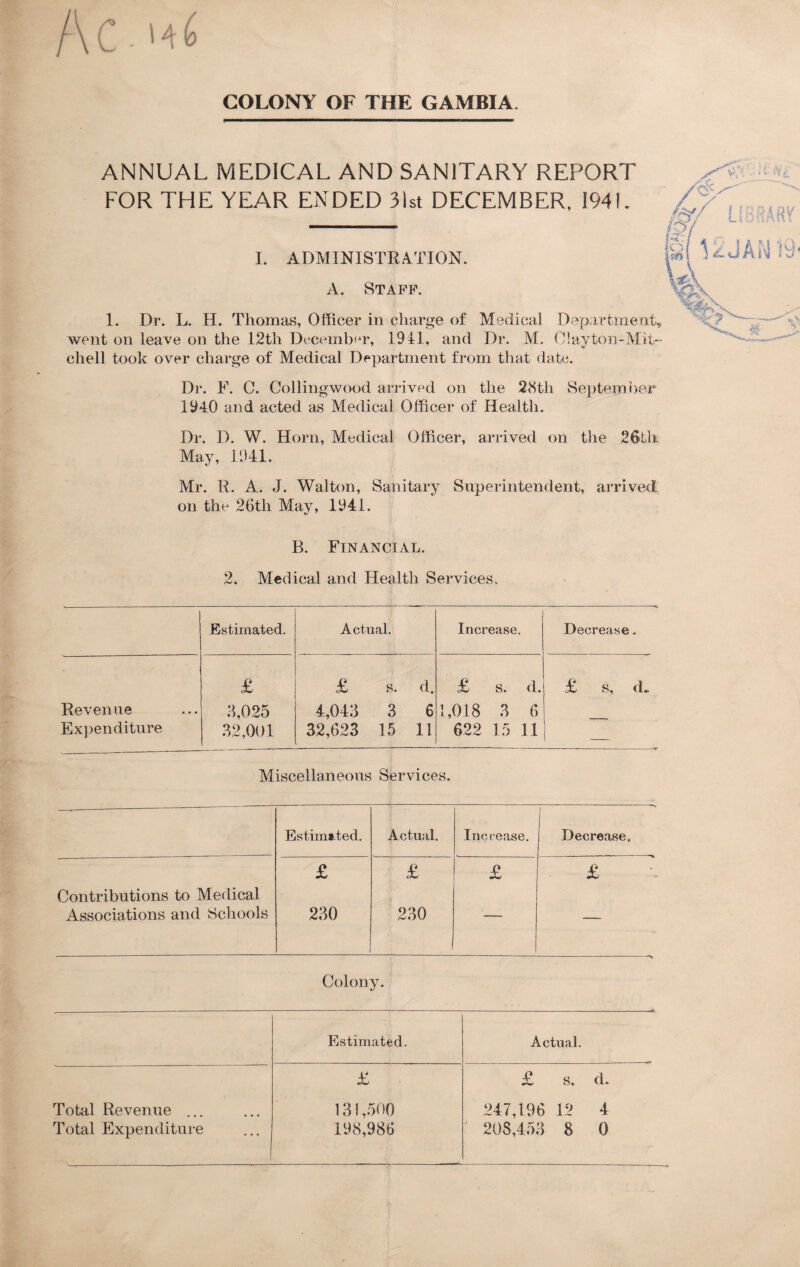 Ac. 146
COLONY OF THE GAMBIA.
ANNUAL MEDICAL AND SANITARY REPORT
FOR THE YEAR ENDED 31st DECEMBER, 1941.
LIBRARY
12 JAN 19
I. ADMINISTRATION.
A. STAFF.
1. Dr. L. H. Thomas, Officer in charge of Medical Department,
went on leave on the 12th December, 1941, and Dr. M. Clayton-Mit-
chell took over charge of Medical Department from that date.
Dr. F. C. Collingwood arrived on the 28th September
1940 and acted as Medical Officer of Health.
Dr. D. W. Horn, Medical Officer, arrived on the 26th
May, 1941.
Mr. R. A. J. Walton, Sanitary Superintendent, arrived
on the 26th May, 1941.
B. FINANCIAL.
2. Medical and Health Services.
Estimated. Actual. Increase. Decrease.
£ £ s. d. £ s. d. £ s, d.
Revenue ... 3,025 4,043 3 6 1,018 3 6 —
Expenditure 32,001 32,623 15 11 622 15 11 —
Miscellaneous Services.
Estimated. Actual. Increase. Decrease.
£ £ £ £
Contributions to Medical
Associations and Schools 230 230 — —
Colony.
Estimated. Actual.
£ £ s. d.
Total Revenue ... ... 131,500 247,196 12 4
Total Expenditure ... 198,986 208,453 8 0